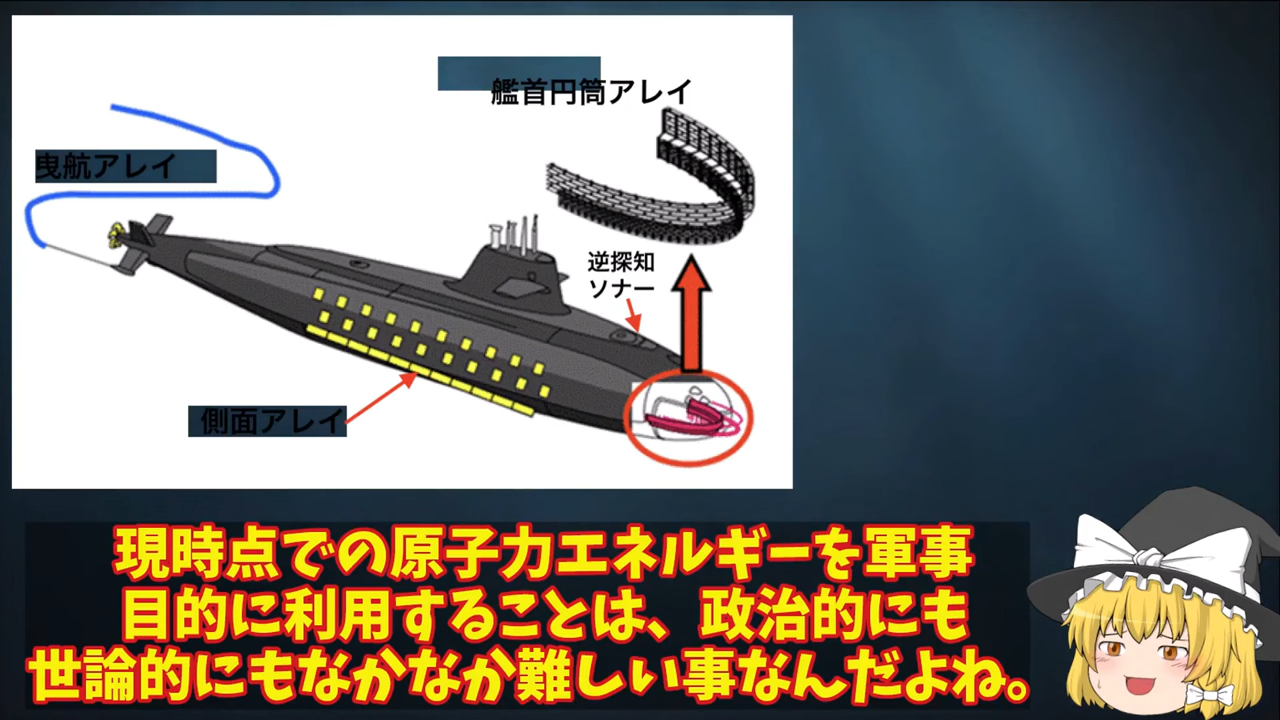 艦首円筒アレイ
曳航アレイ
逆探知
ソナー
側面アレイ
現時点での原子力エネルギーを軍事
目的に利用することは、政治的にも
世論的にもなかなか難しい事なんだよね。